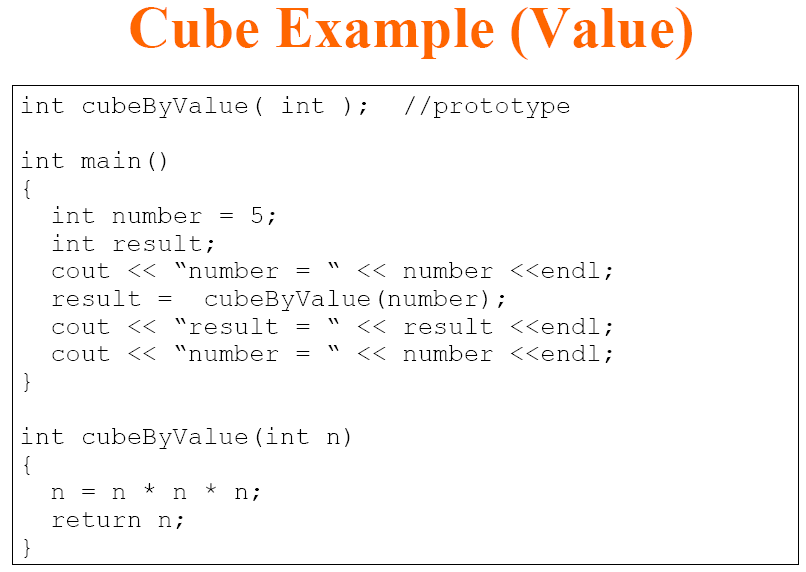 Cube Example (Value)
int cubeByValue( int );  //prototype
int main()
{
  int number = 5;
  int result;
  cout << “number = “ << number <<endl;
  result =  cubeByValue(number);
  cout << “result = “ << result <<endl;
  cout << “number = “ << number <<endl;
}
int cubeByValue(int n)
{
  n = n * n * n;
  return n;
}